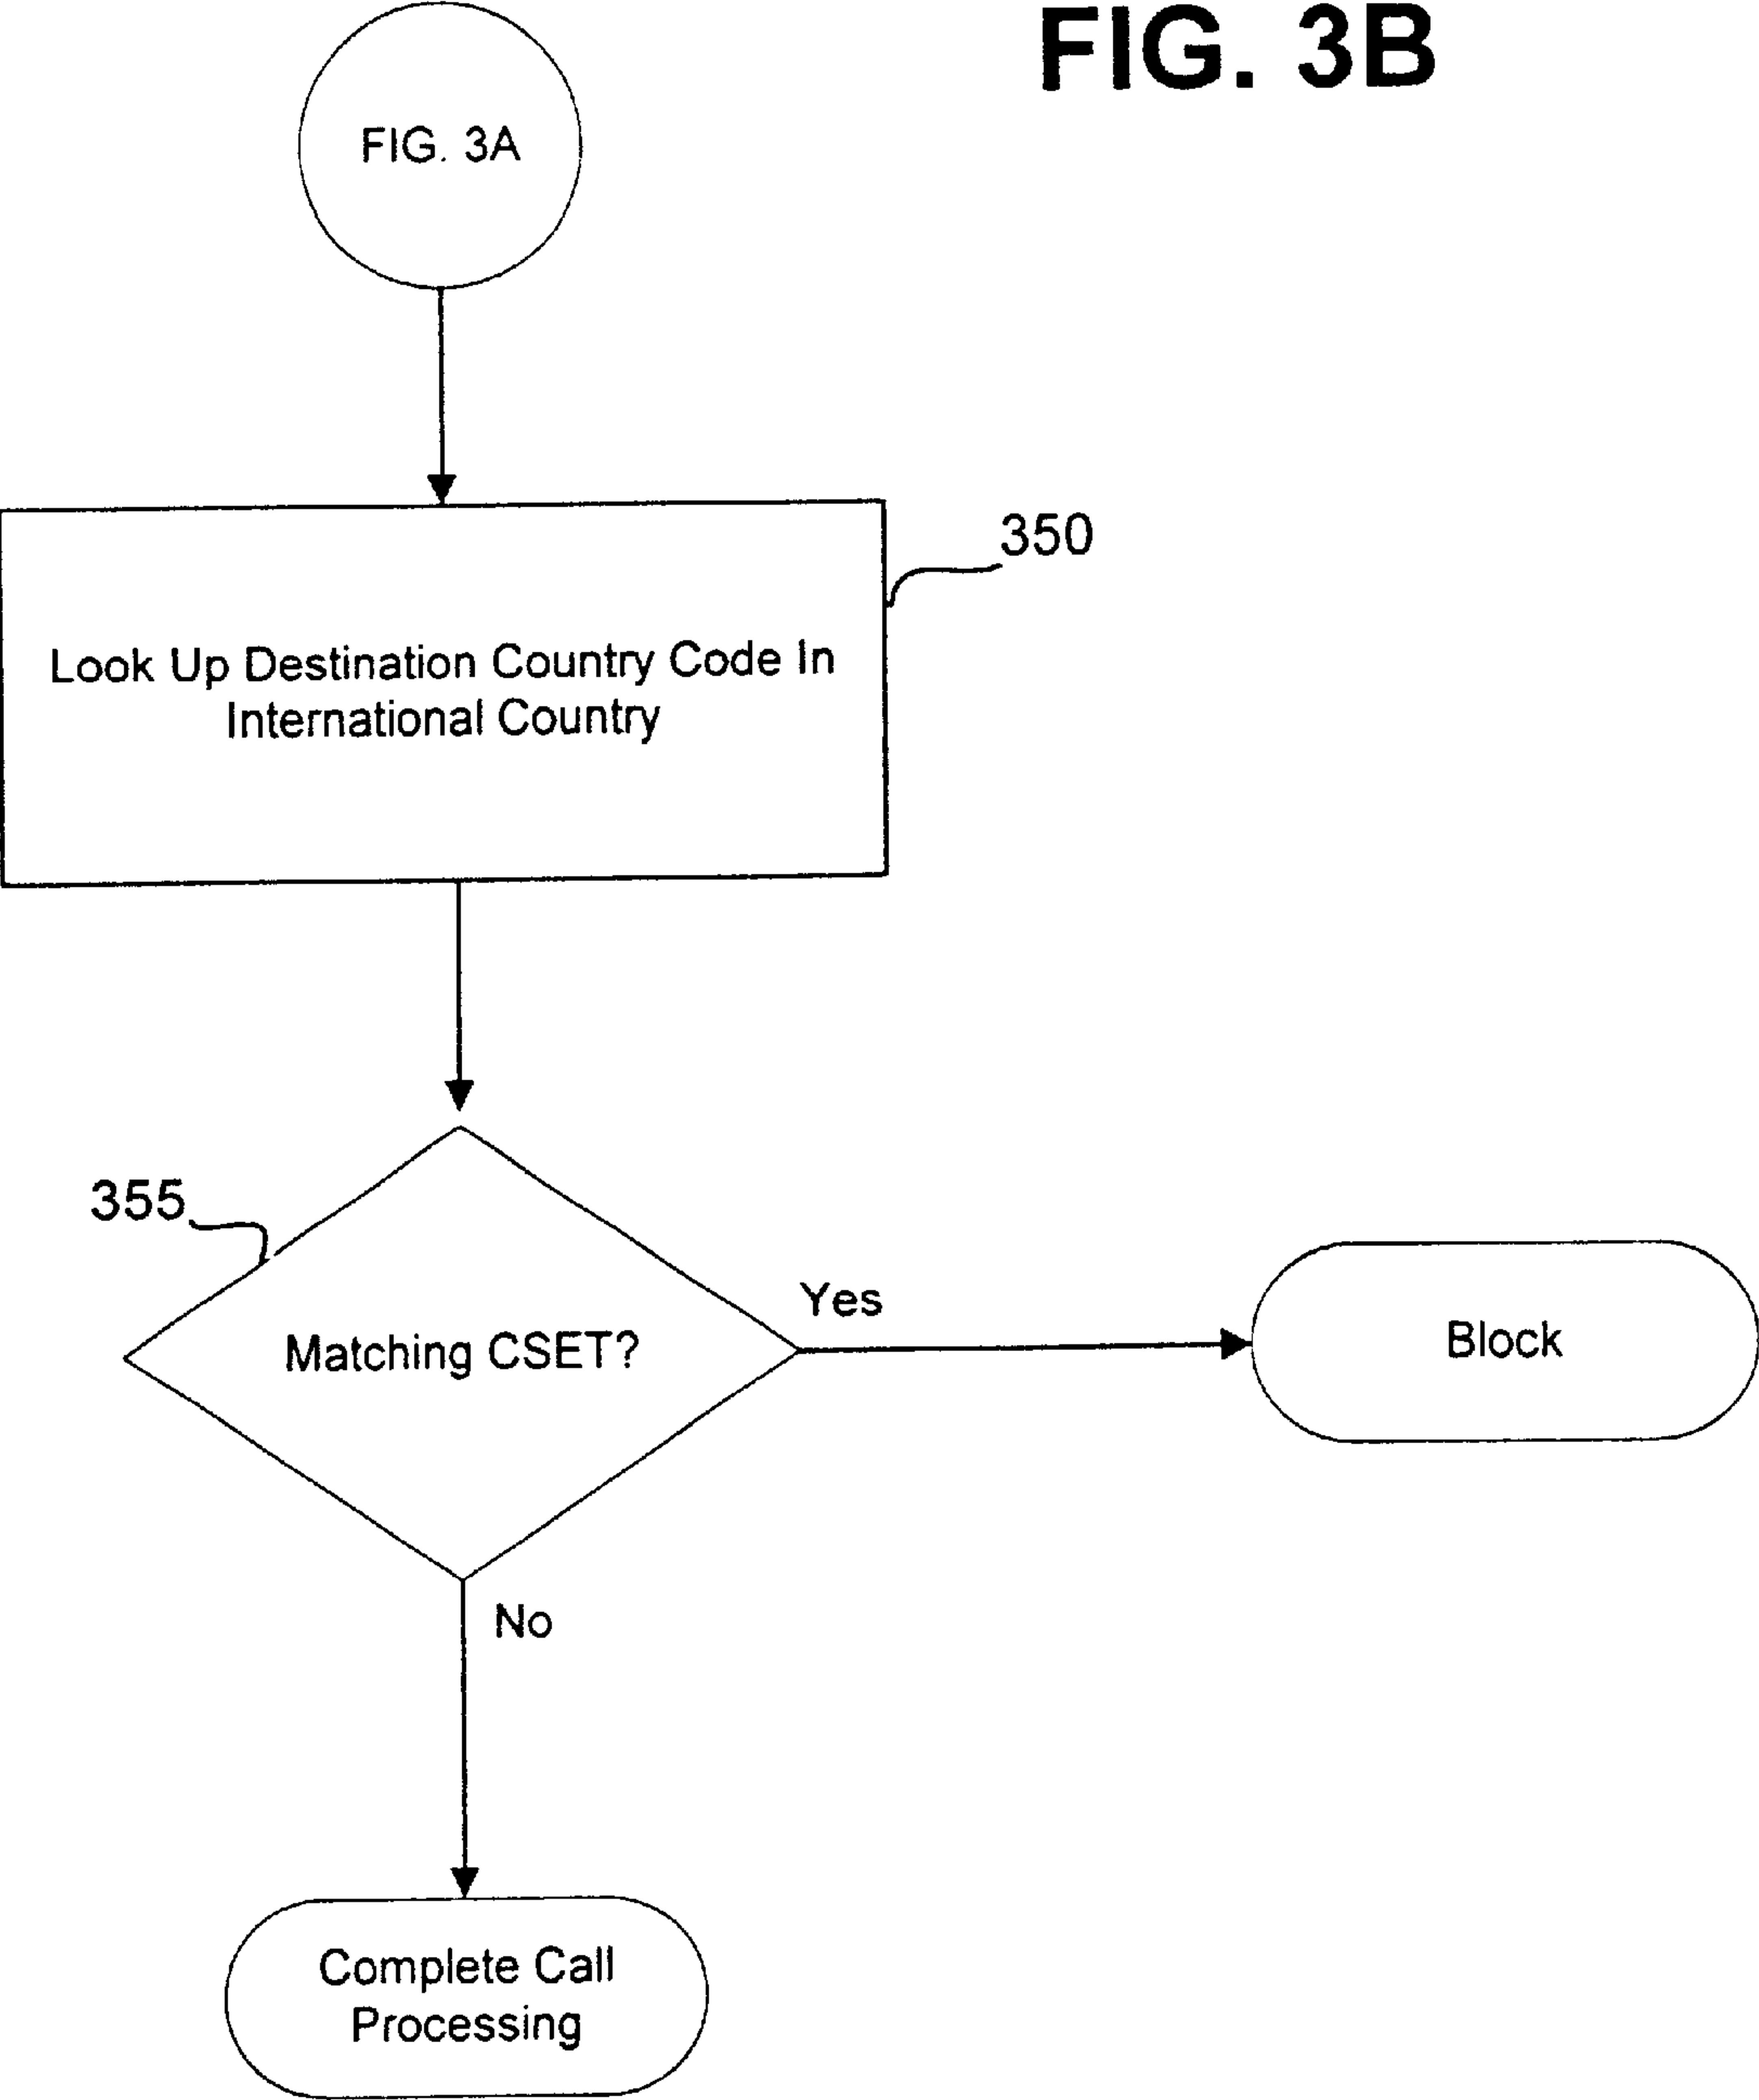 FIG. 3B
FIG. 3A
350
Look Up Destination Country Code In
International Country
355
Matching CSET?
Yes
Block
No
Complete Call
Processing